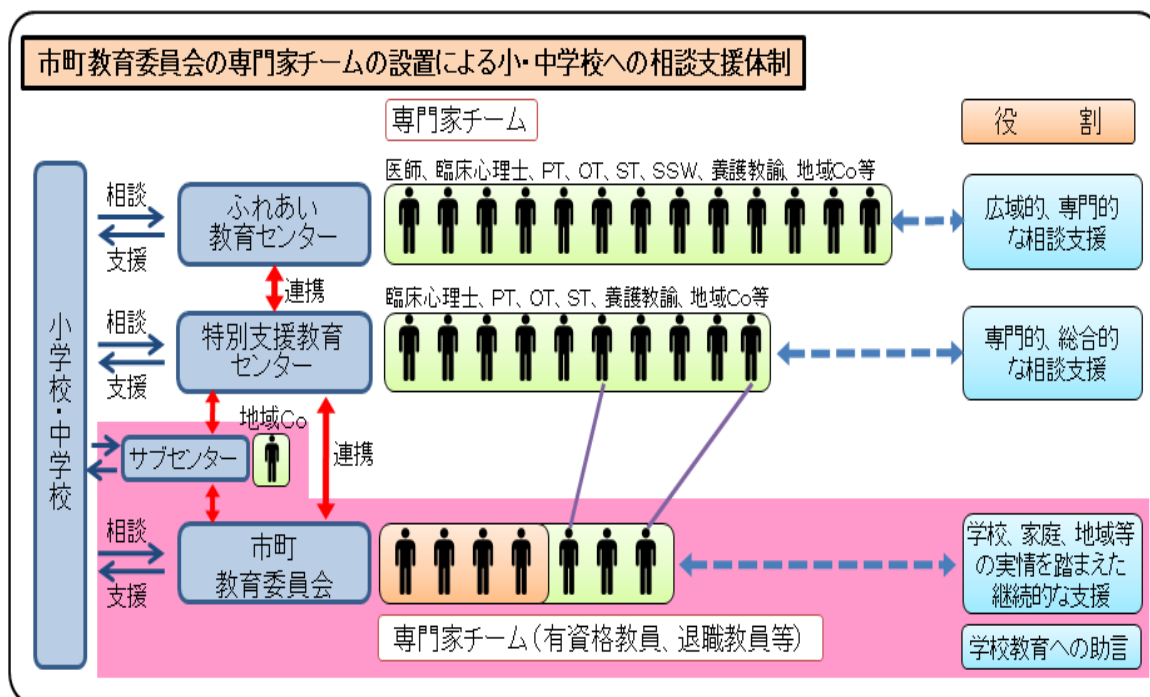 市町教育委員会の専門家チームの設置による小・中学校への相談支援体制
専門家チーム
役　割
医師、臨床心理士、PT、OT、ST、SSW、養護教諭、地域Co等
小学校・中学校
相談
支援
ふれあい
教育センター
広域的、専門的
な相談支援
連携
臨床心理士、PT、OT、ST、養護教諭、地域Co等
相談
支援
特別支援教育
センター
専門的、総合的
な相談支援
地域Co
サブセンター
連携
相談
支援
市町
教育委員会
学校、家庭、地域等
の実情を踏まえた
継続的な支援
専門家チーム（有資格教員、退職教員等）
学校教育への助言